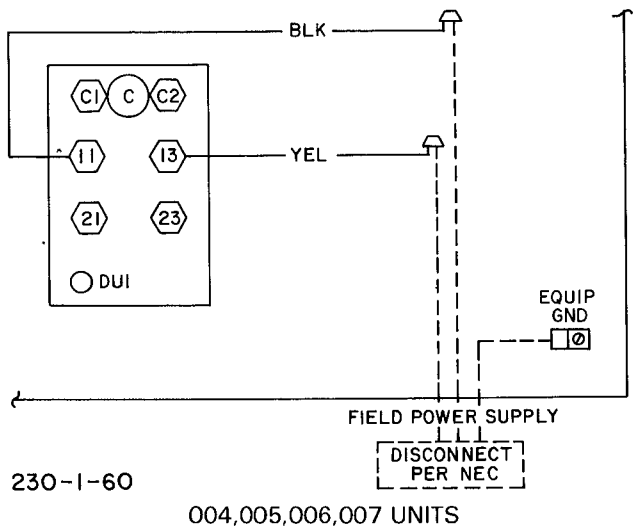 BLK
C1 C C2
11 13 YEL
21 23
DU1
EQUIP
GND
FIELD POWER SUPPLY
DISCONNECT
PER NEC
230-1-60
004,005,006,007 UNITS